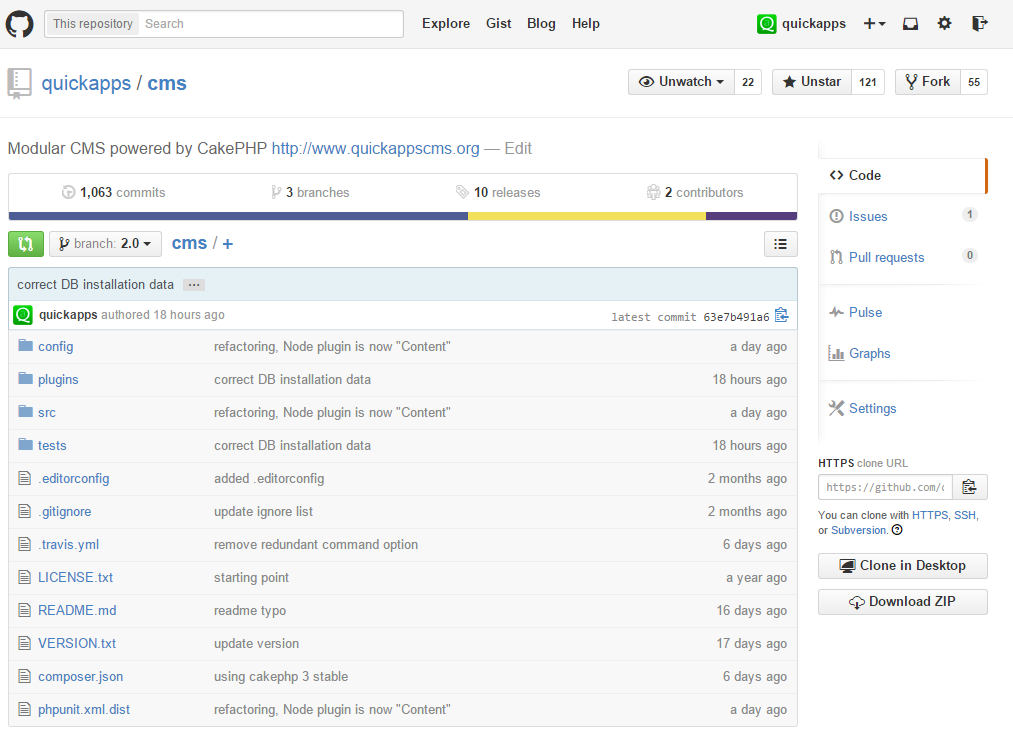 This repository Search Explore Gist Blog Help quickapps
quickapps / cms Unwatch 22 Unstar 121 Fork 55
Modular CMS powered by CakePHP http://www.quickappscms.org — Edit
1,063 commits 3 branches 10 releases 2 contributors
branch: 2.0 cms / +
correct DB installation data ...
quickapps authored 18 hours ago latest commit 63e7b491a6
config refactoring, Node plugin is now "Content" a day ago
plugins correct DB installation data 18 hours ago
src refactoring, Node plugin is now "Content" a day ago
tests correct DB installation data 18 hours ago
.editorconfig added .editorconfig 2 months ago
.gitignore update ignore list 2 months ago
.travis.yml remove redundant command option 6 days ago
LICENSE.txt starting point a year ago
README.md readme typo 16 days ago
VERSION.txt update version 17 days ago
composer.json using cakephp 3 stable 6 days ago
phpunit.xml.dist refactoring, Node plugin is now "Content" a day ago
Code
Issues 1
Pull requests 0
Pulse
Graphs
Settings
HTTPS clone URL
https://github.com/
You can clone with HTTPS, SSH,
or Subversion.
Clone in Desktop
Download ZIP